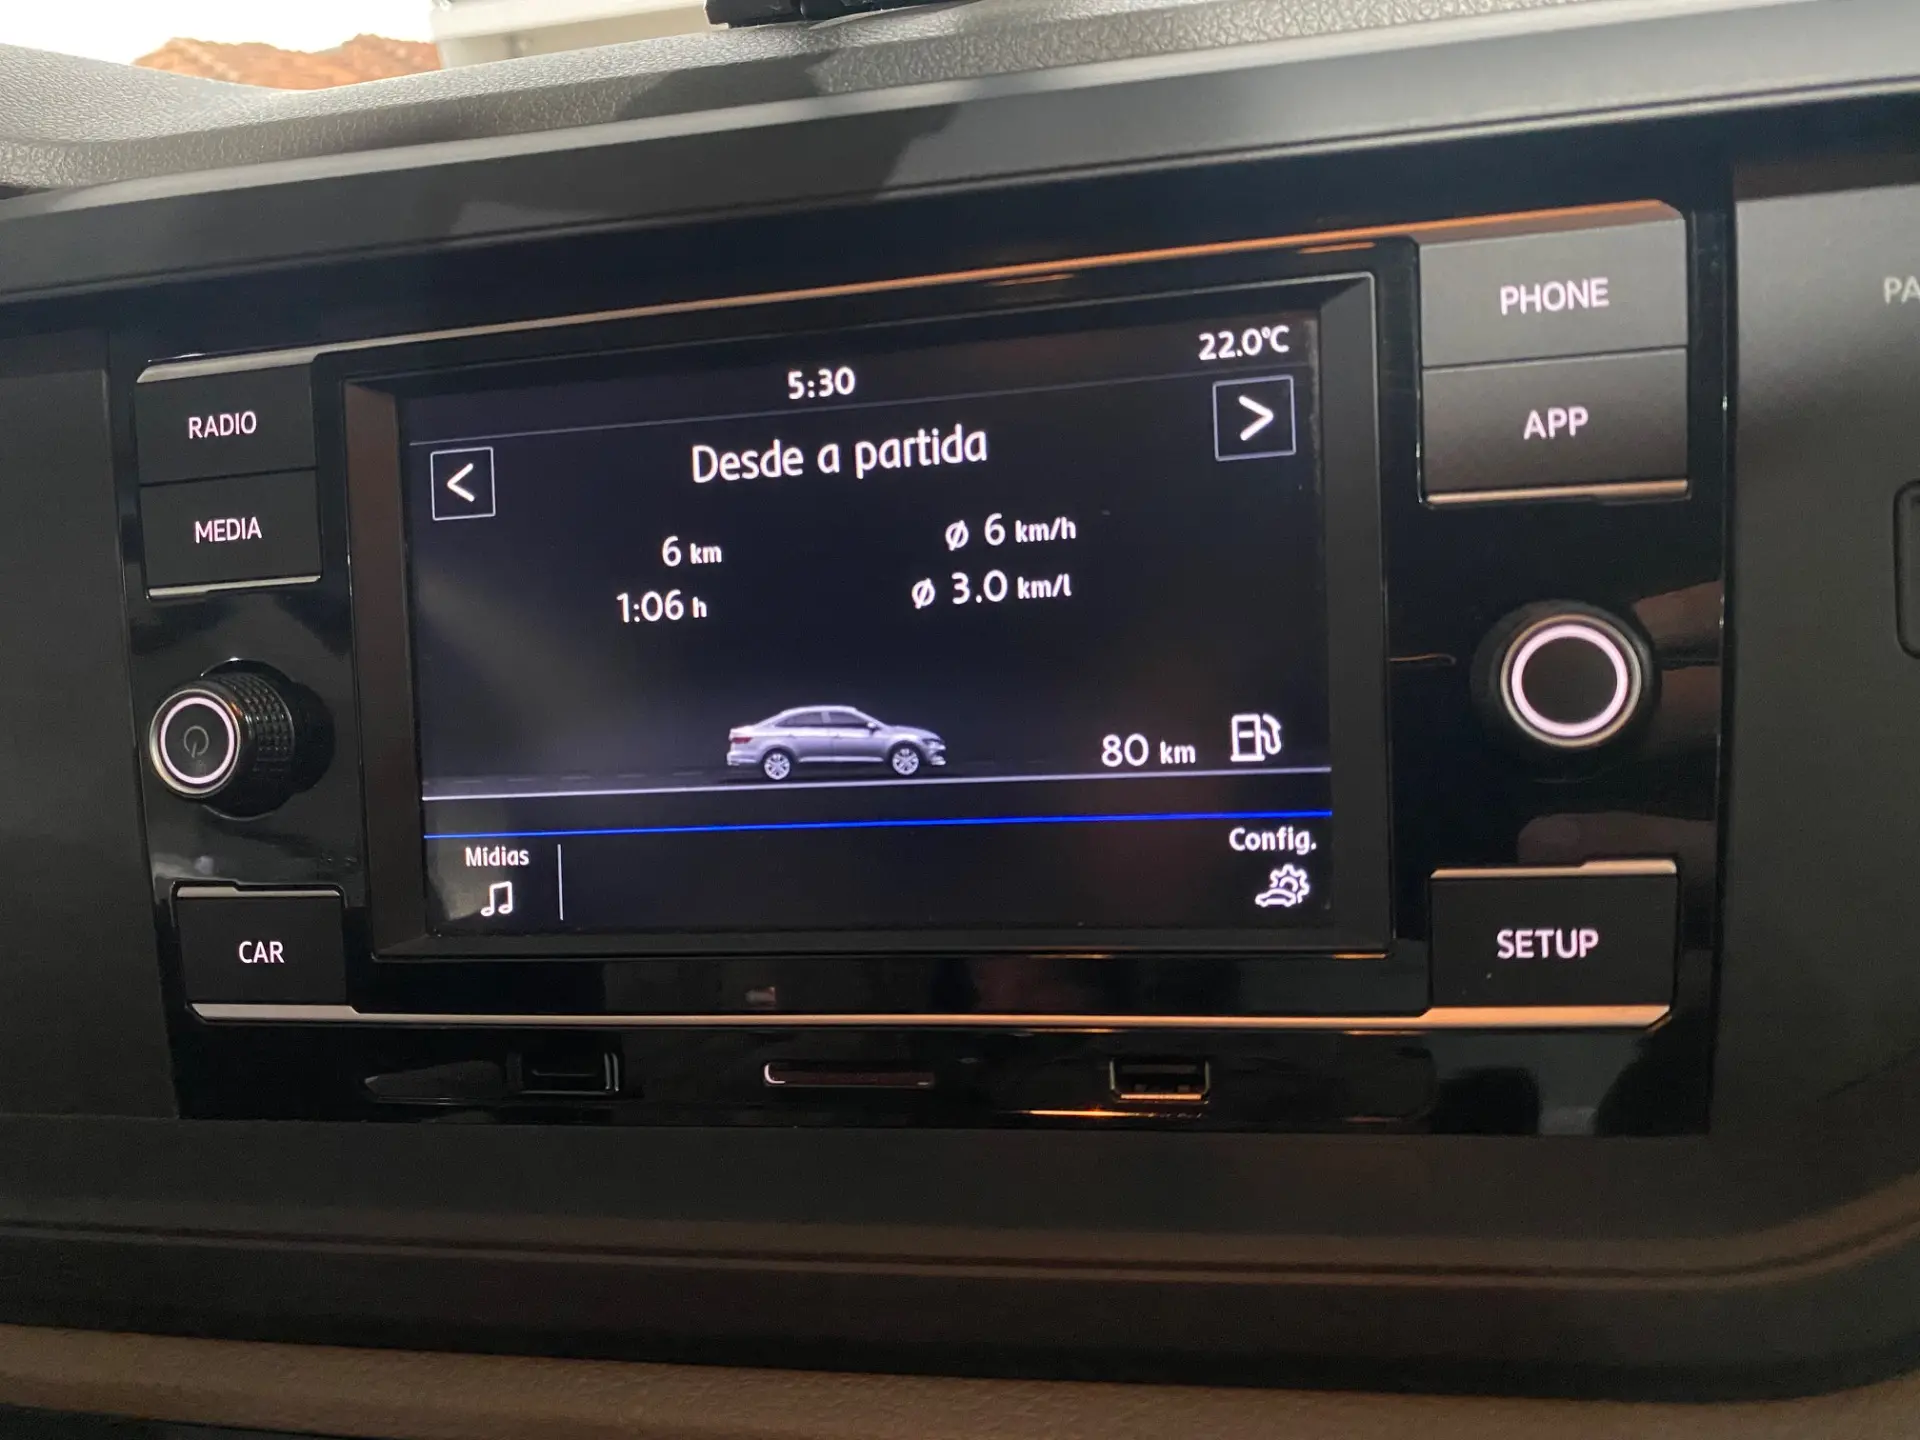 PHONE
PA
22.0°C
5:30
APP
RADIO
<
Desde a partida
>
MEDIA
6 km
ø 6 km/h
1:06 h
ø 3.0 km/l
80 km
Mídias
Config.
CAR
SETUP